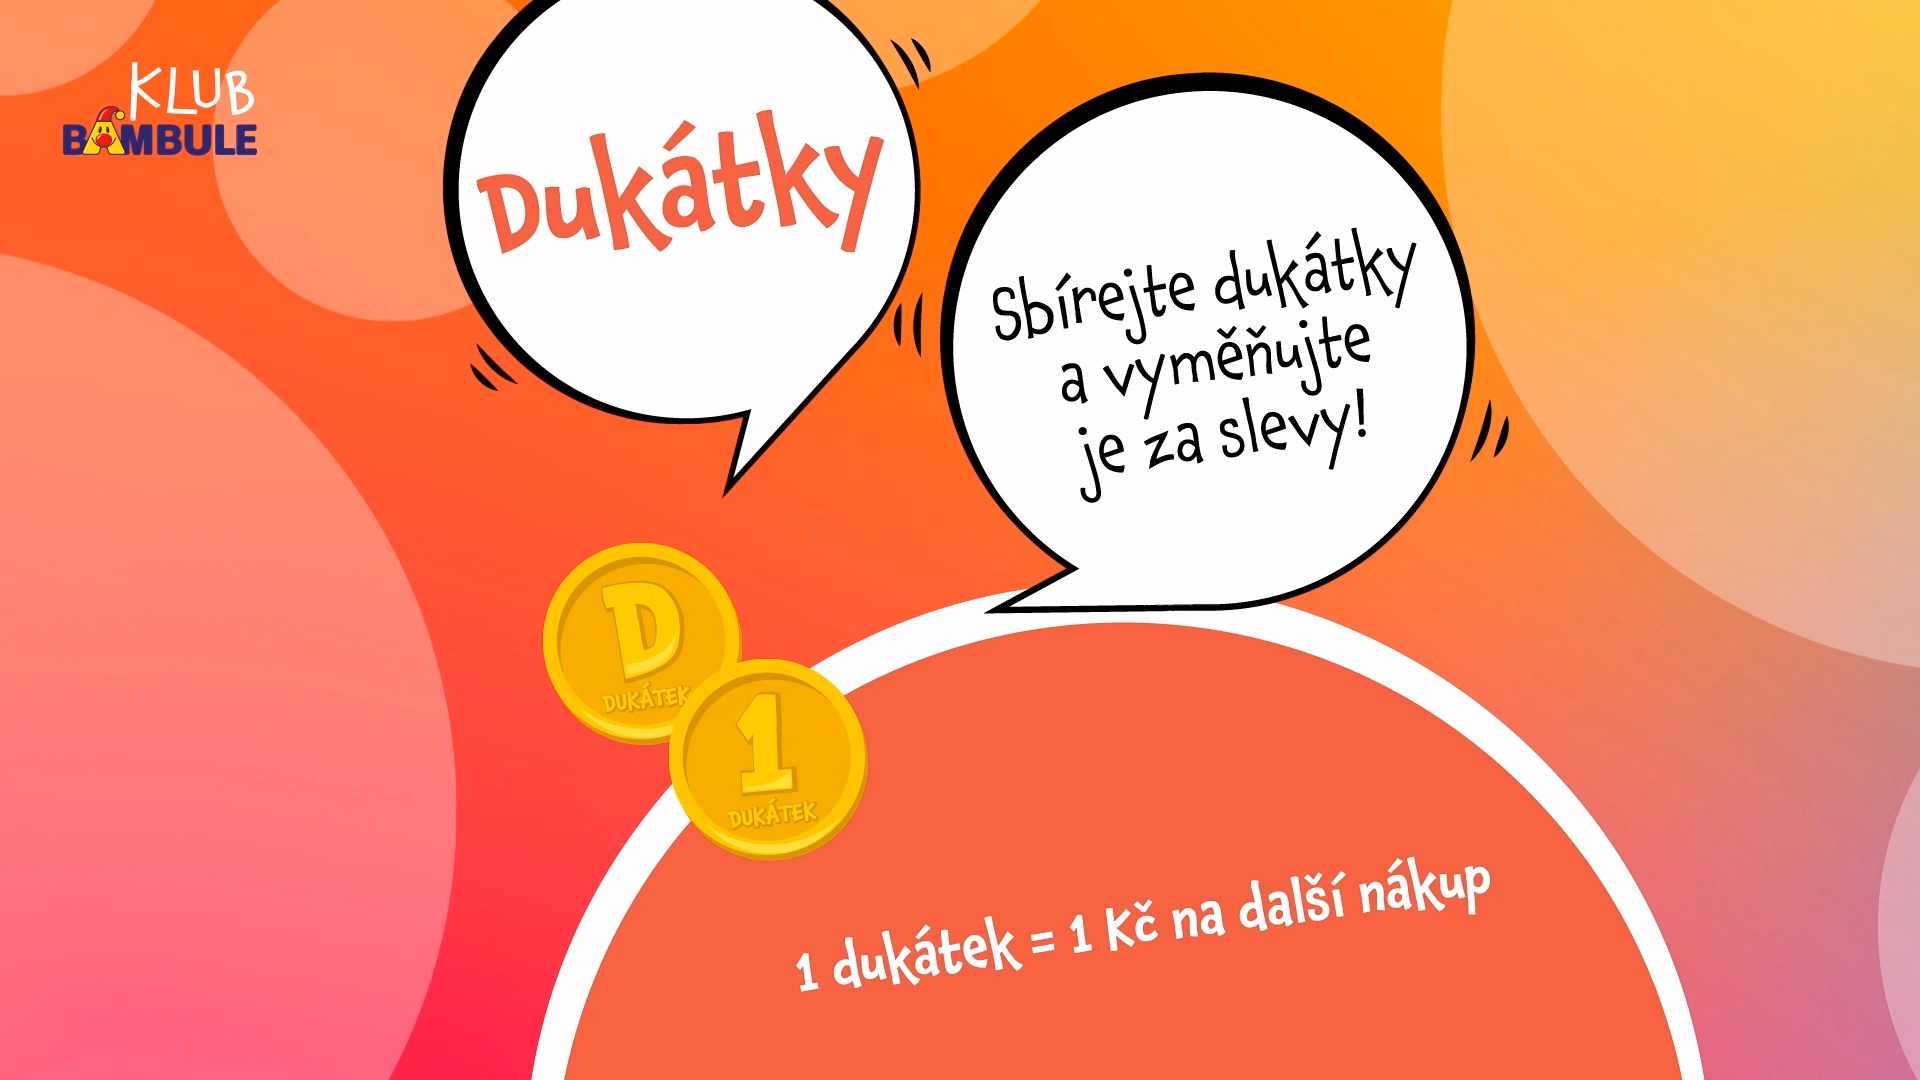 KLUB
BAMBULE
Dukátky
Sbírejte dukátky
a vyměňujte
je za slevy!
D
DUKÁTEK
1
DUKÁTEK
1 dukátek = 1 Kč na další nákup